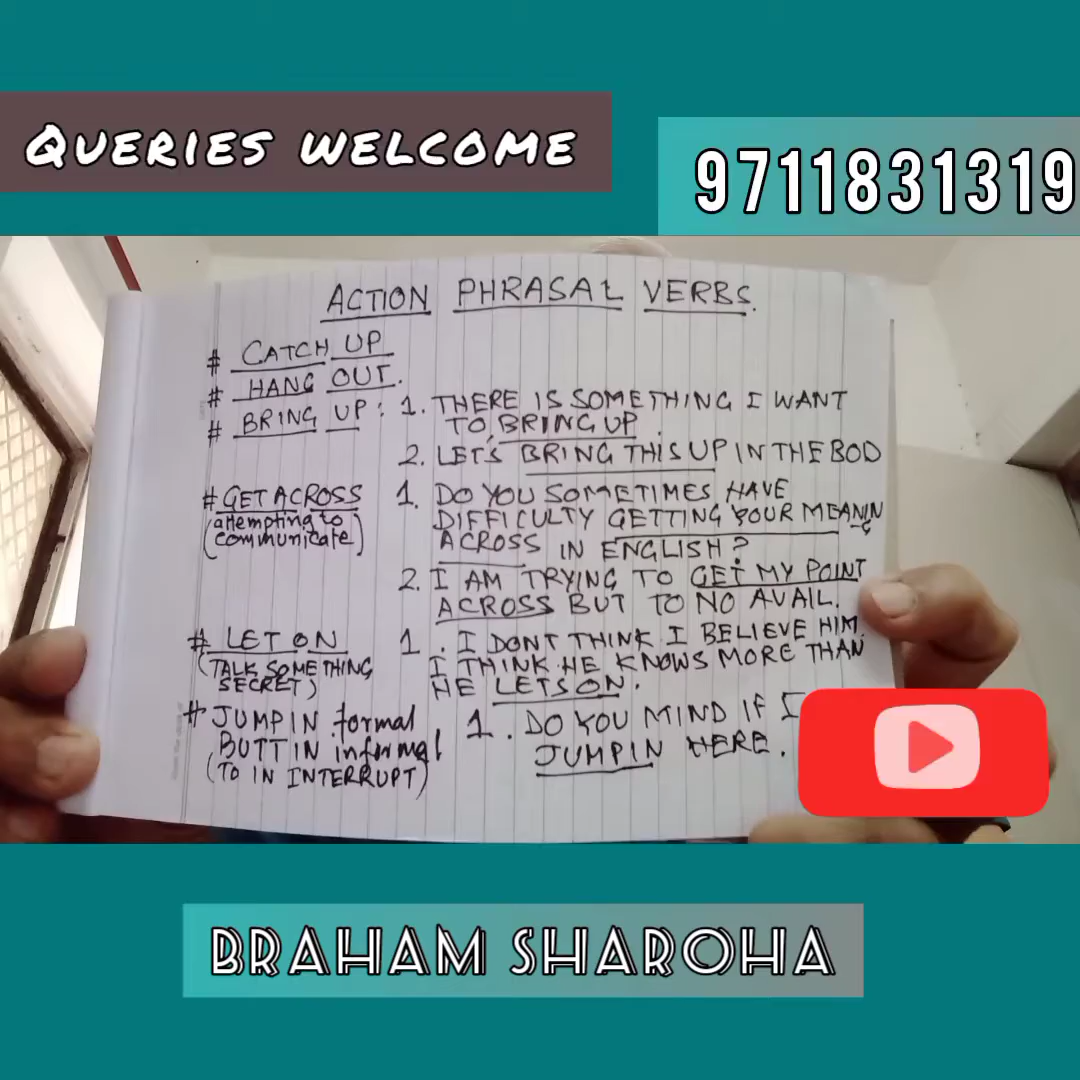 QUERIES WELCOME
9711831319
ACTION PHRASAL VERBS.
# CATCH UP
# HANG OUT.
# BRING UP: 1. THERE IS SOMETHING I WANT
TO BRING UP.
2. LET'S BRING THIS UP IN THE BOD
# GET ACROSS 1. DO YOU SOMETIMES HAVE
(attempting to DIFFICULTY GETTING YOUR MEANIN
communicate) ACROSS IN ENGLISH?
2. I AM TRYING TO GET MY POINT
ACROSS BUT TO NO AVAIL.
# LET ON 1. I DONT THINK I BELIEVE HIM.
(TALK SOMETHING I THINK HE KNOWS MORE THAN
SECRET) HE LETS ON.
# JUMP IN formal 1. DO YOU MIND IF I
BUTT IN informal JUMP IN HERE.
(TO IN INTERRUPT)
BRAHAM SHAROHA